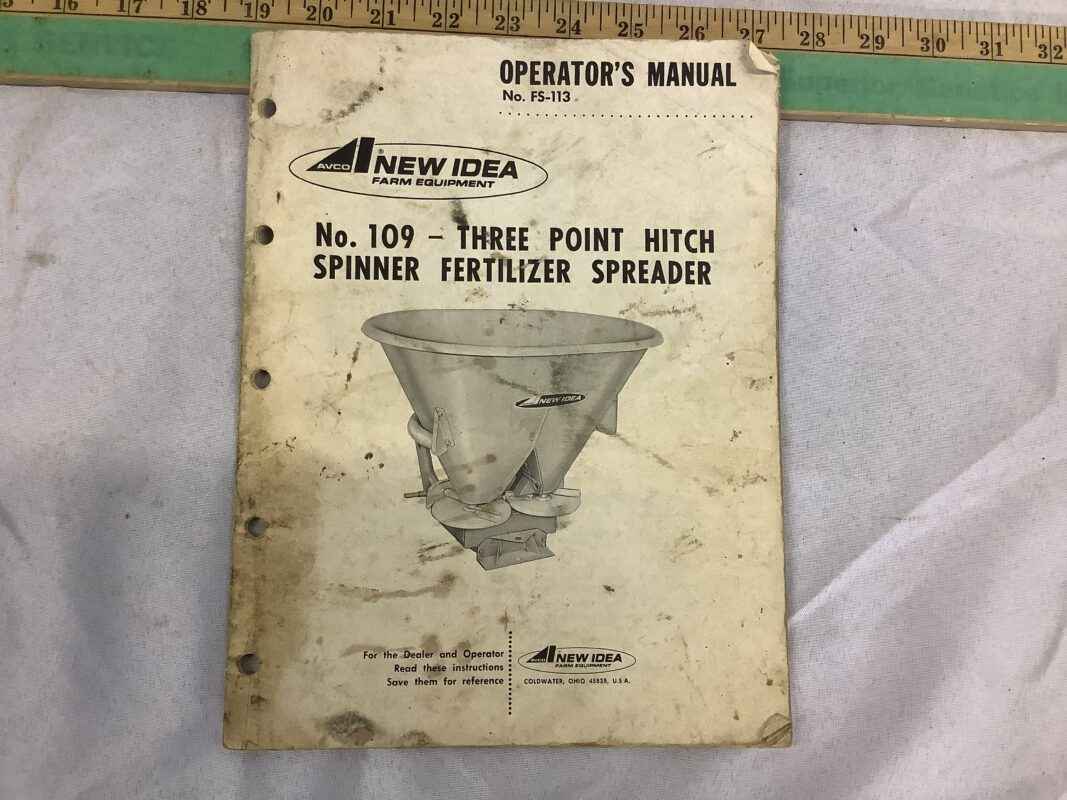 15 16 17 18 19 20 21 22 23 24 25 26 27 28 29 30 31 32
OPERATOR'S MANUAL
No. FS-113
AVCO NEW IDEA ®
FARM EQUIPMENT
No. 109 – THREE POINT HITCH
SPINNER FERTILIZER SPREADER
NEW IDEA
For the Dealer and Operator
Read these instructions
Save them for reference
AVCO NEW IDEA
FARM EQUIPMENT
COLDWATER, OHIO 45828, U.S.A.